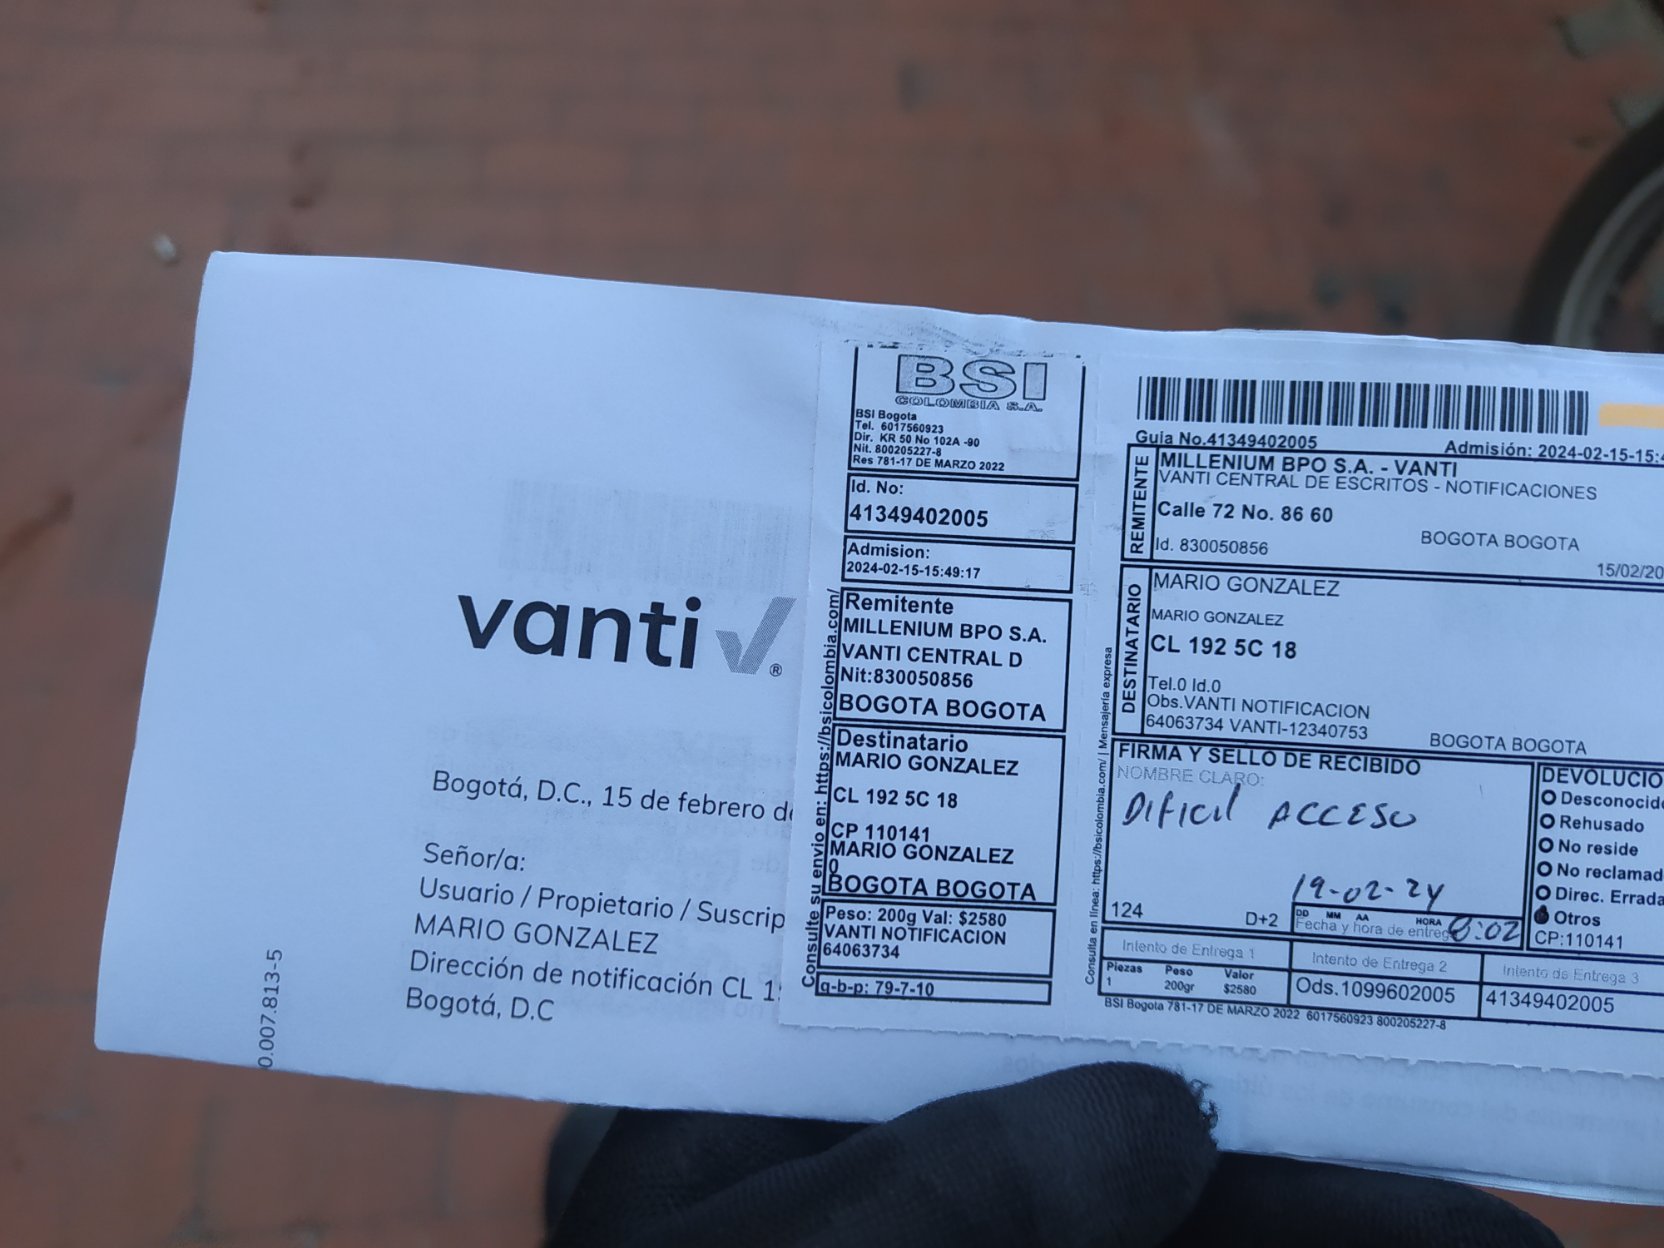 vanti
Bogotá, D.C., 15 de febrero
Señor/a:
Usuario / Propietario / Suscrip
MARIO GONZALEZ
Dirección de notificación CL
Bogotá, D.C
0.007.813-5
BSI
COLOMBIA S.A.
BSI Bogota
Tel. 6017560923
Dir. KR 50 No 102A -90
Nit. 800205227-8
Res 781-17 DE MARZO 2022
Id. No:
41349402005
Admision:
2024-02-15-15:49:17
Remitente
MILLENIUM BPO S.A.
VANTI CENTRAL D
Nit:830050856
BOGOTA BOGOTA
Destinatario
MARIO GONZALEZ
CL 192 5C 18
CP 110141
MARIO GONZALEZ
0
BOGOTA BOGOTA
Peso: 200g Val: $2580
VANTI NOTIFICACION
64063734
g-b-p: 79-7-10
Consulte su envio en: https://bsicolombia.com/
Guia No.41349402005
Admisión: 2024-02-15-15:4
REMITENTE
MILLENIUM BPO S.A. - VANTI
VANTI CENTRAL DE ESCRITOS - NOTIFICACIONES
Calle 72 No. 86 60
BOGOTA BOGOTA
Id. 830050856
15/02/20
DESTINATARIO
MARIO GONZALEZ
MARIO GONZALEZ
CL 192 5C 18
Tel.0 Id.0
Obs.VANTI NOTIFICACION
64063734 VANTI-12340753
BOGOTA BOGOTA
Consulta en linea: https://bsicolombia.com/ | Mensajeria expresa
FIRMA Y SELLO DE RECIBIDO
NOMBRE CLARO:
DIFICIL ACCESO
19-02-24
124
D+2
DD MM AA HORA
Fecha y hora de entreg
8:02
DEVOLUCIO
Desconocid
Rehusado
No reside
No reclamad
Direc. Errada
Otros
CP:110141
Intento de Entrega 1
Intento de Entrega 2
Intento de Entrega 3
Piezas Peso Valor
1 200gr $2580
Ods.1099602005
41349402005
BSI Bogota 781-17 DE MARZO 2022 6017560923 800205227-8